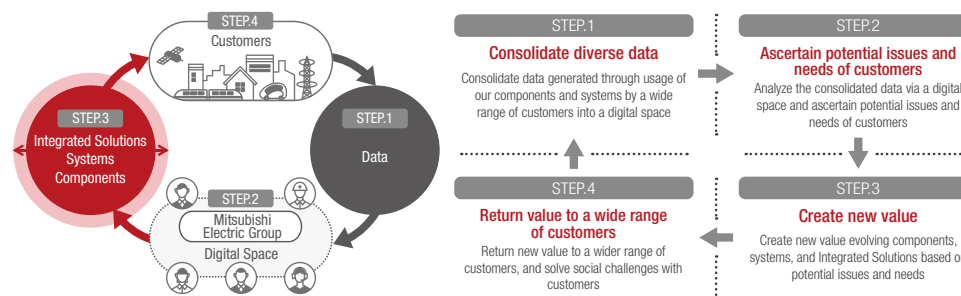 STEP.4
Customers
STEP.3
Integrated Solutions
Systems
Components
STEP.1
Data
STEP.2
Mitsubishi
Electric Group
Digital Space
STEP.1
Consolidate diverse data
Consolidate data generated through usage of
our components and systems by a wide
range of customers into a digital space
STEP.2
Ascertain potential issues and
needs of customers
Analyze the consolidated data via a digital
space and ascertain potential issues and
needs of customers
STEP.4
Return value to a wide range
of customers
Return new value to a wider range of
customers, and solve social challenges with
customers
STEP.3
Create new value
Create new value evolving components,
systems, and Integrated Solutions based
potential issues and needs